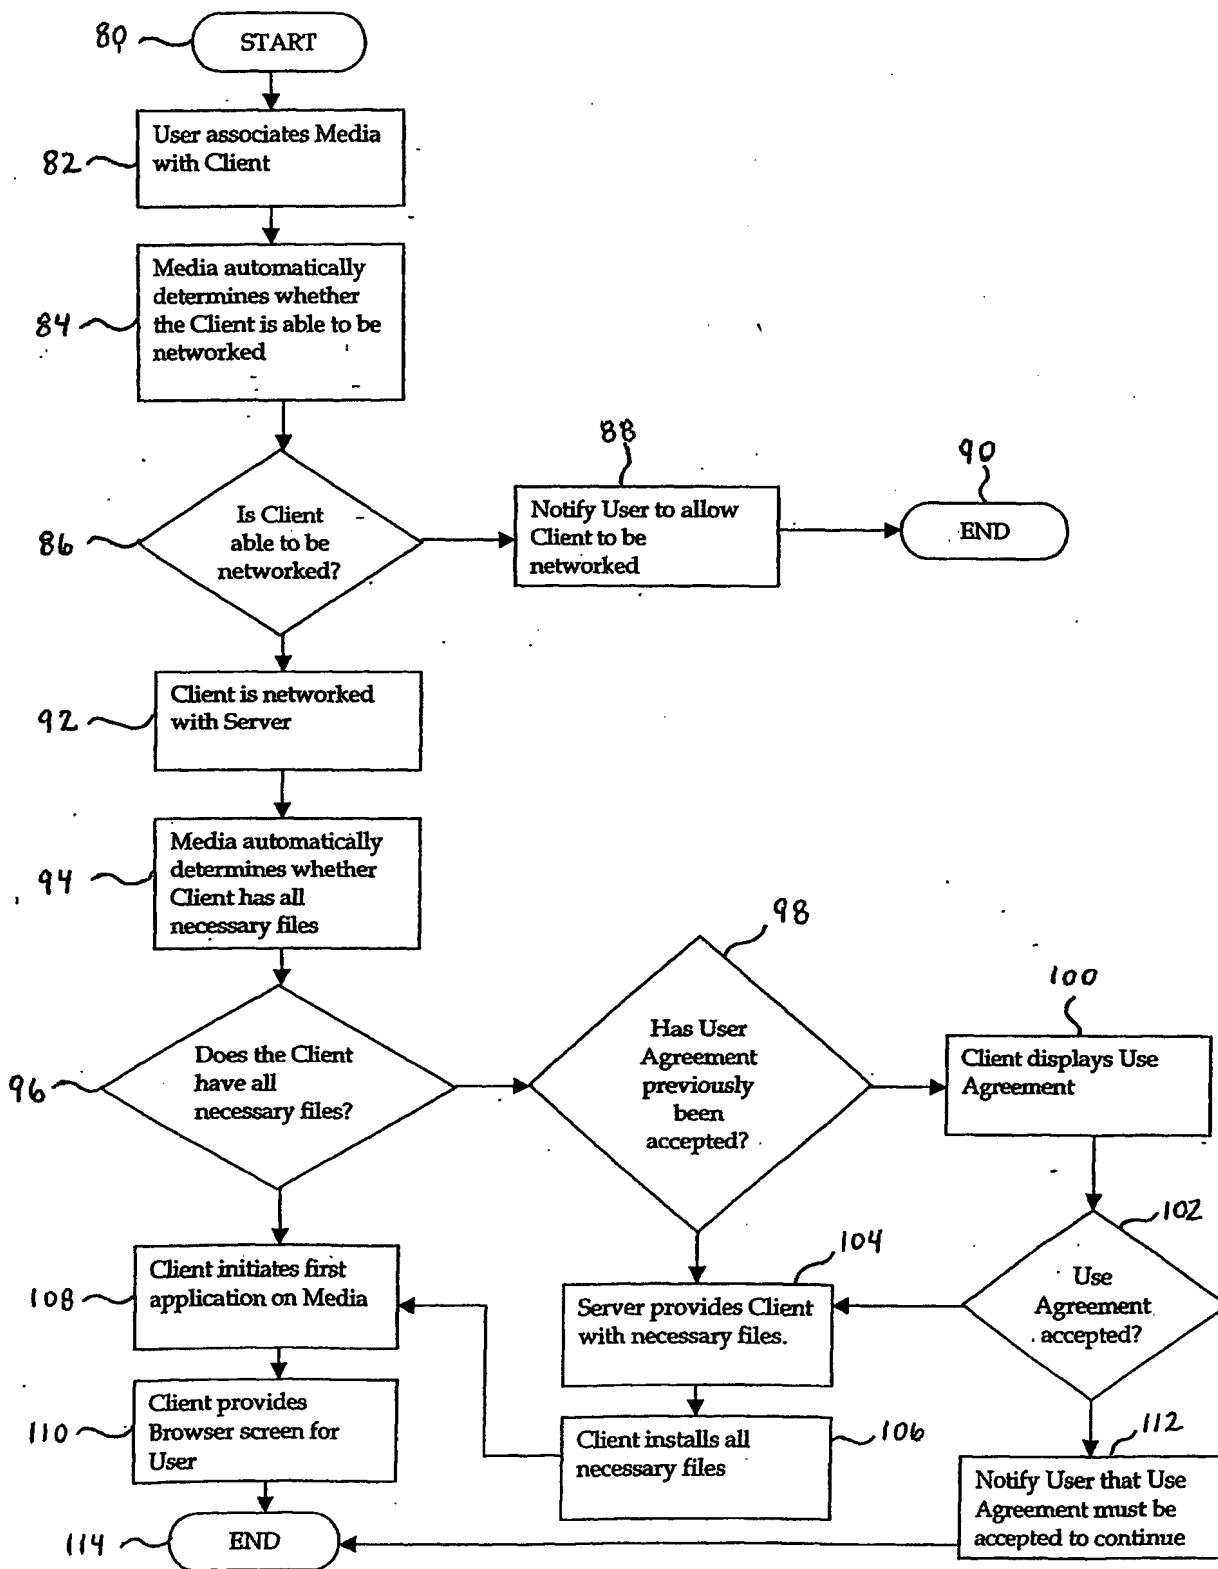 80
START
82
User associates Media
with Client
84
Media automatically
determines whether
the Client is able to be
networked
86
Is Client
able to be
networked?
88
Notify User to allow
Client to be
networked
90
END
92
Client is networked
with Server
94
Media automatically
determines whether
Client has all
necessary files
96
Does the Client
have all
necessary files?
98
Has User
Agreement
previously
been
accepted?
100
Client displays Use
Agreement
102
Use
Agreement
accepted?
104
Server provides Client
with necessary files.
106
Client installs all
necessary files
108
Client initiates first
application on Media
110
Client provides
Browser screen for
User
112
Notify User that Use
Agreement must be
accepted to continue
114
END